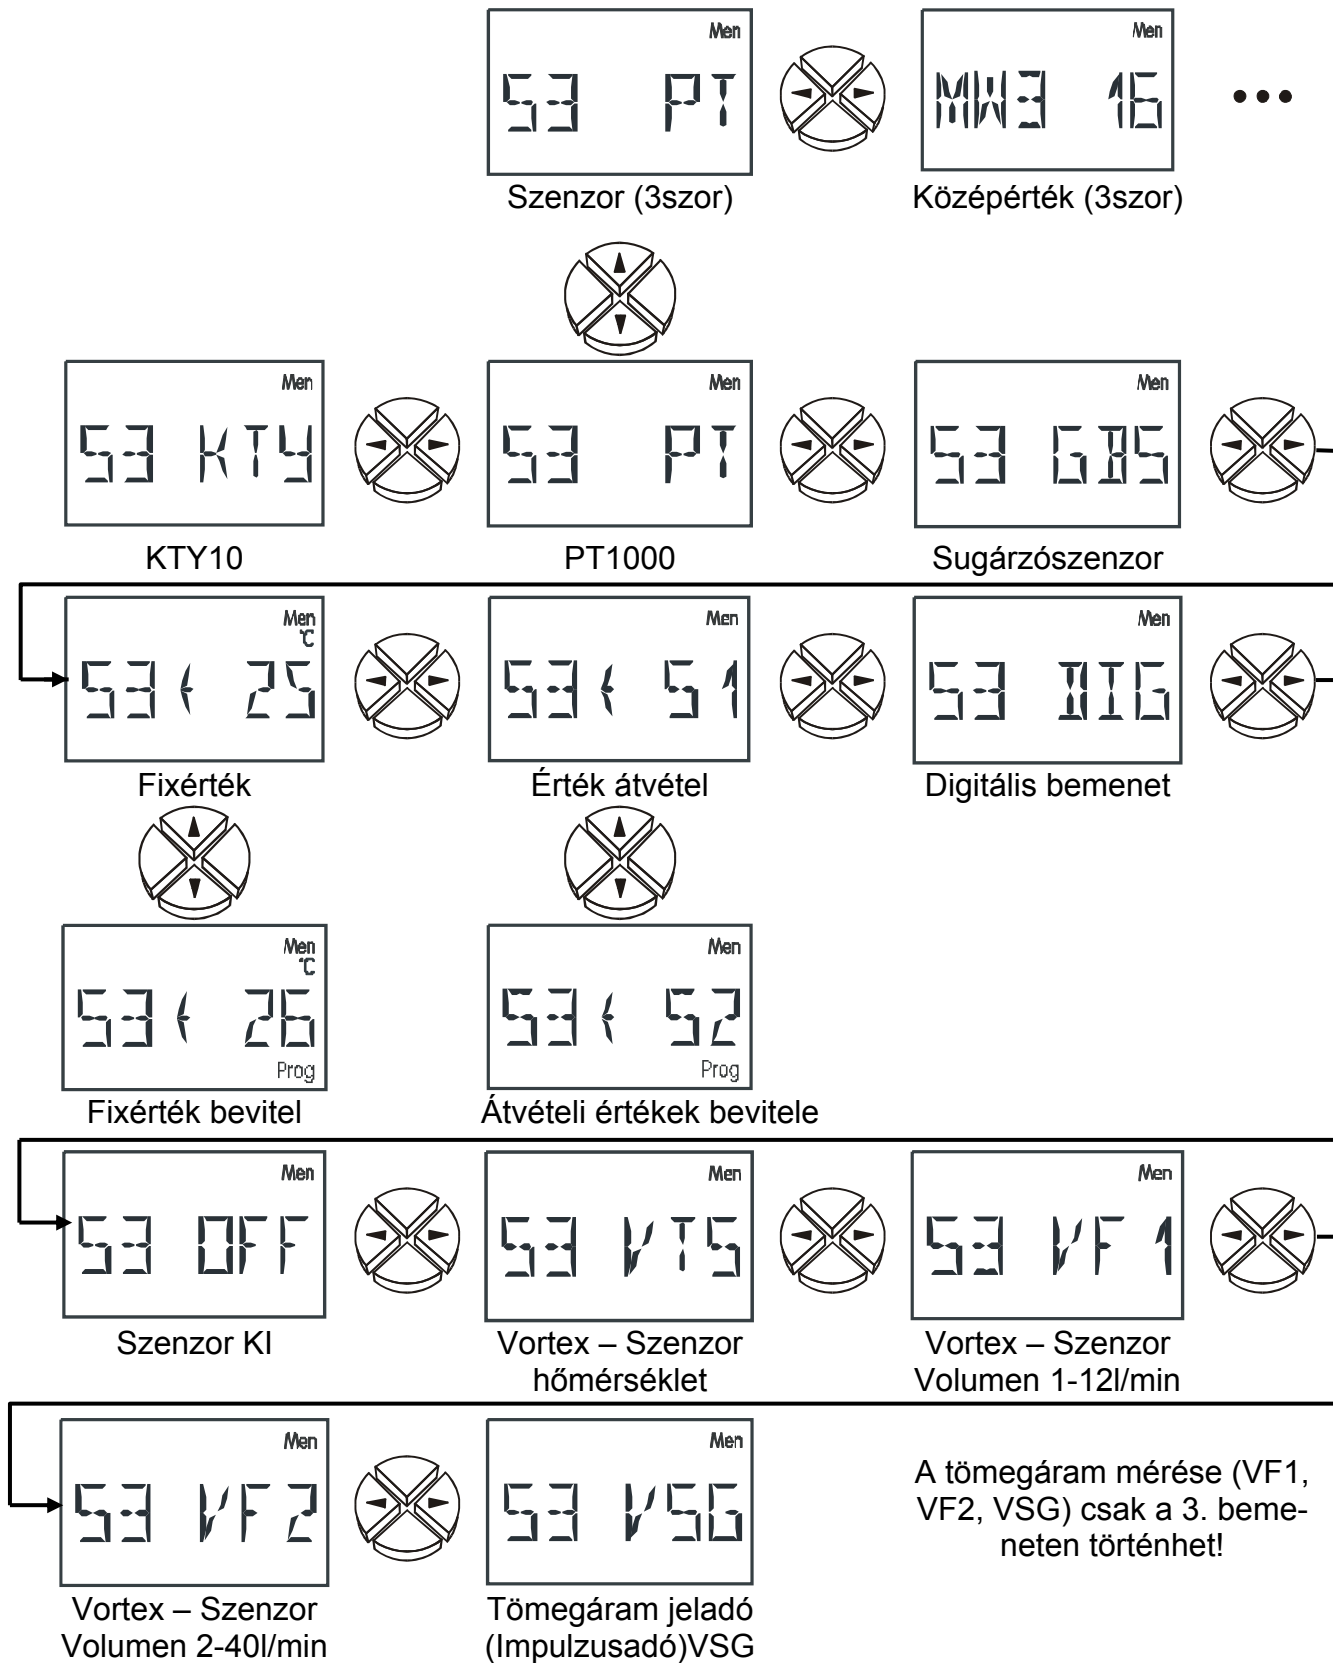 Men
Men
S3 PT
MW3 16
Szenzor (3szor)
Középérték (3szor)
Men
Men
Men
S3 KTY
S3 PT
S3 GBS
KTY10
PT1000
Sugárzószenzor
Men
°C
Men
Men
S3 < 25
S3 < S1
S3 DIG
Fixérték
Érték átvétel
Digitális bemenet
Men
°C
Men
S3 < 26
S3 < S2
Prog
Prog
Fixérték bevitel
Átvételi értékek bevitele
Men
Men
Men
S3 OFF
S3 VTS
S3 VF1
Szenzor KI
Vortex – Szenzor
hőmérséklet
Vortex – Szenzor
Volumen 1-12l/min
Men
Men
S3 VF2
S3 VSG
Vortex – Szenzor
Volumen 2-40l/min
Tömegáram jeladó
(Impulzusadó)VSG
A tömegáram mérése (VF1,
VF2, VSG) csak a 3. beme-
neten történhet!